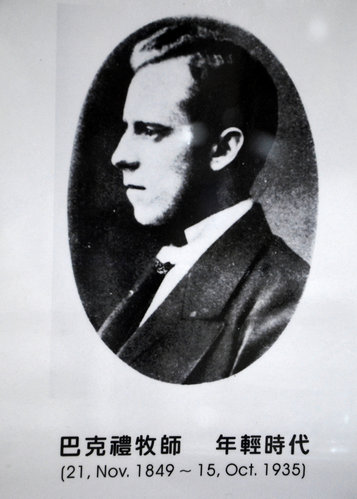 巴克禮牧師 年輕時代
(21, Nov. 1849 ~ 15, Oct. 1935)